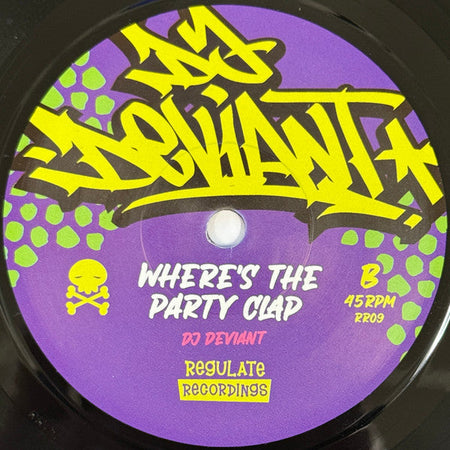 DJ
DEVIANT
WHERE'S THE
PARTY CLAP
DJ DEVIANT
B
45 RPM
RR09
REGULATE
RECORDINGS